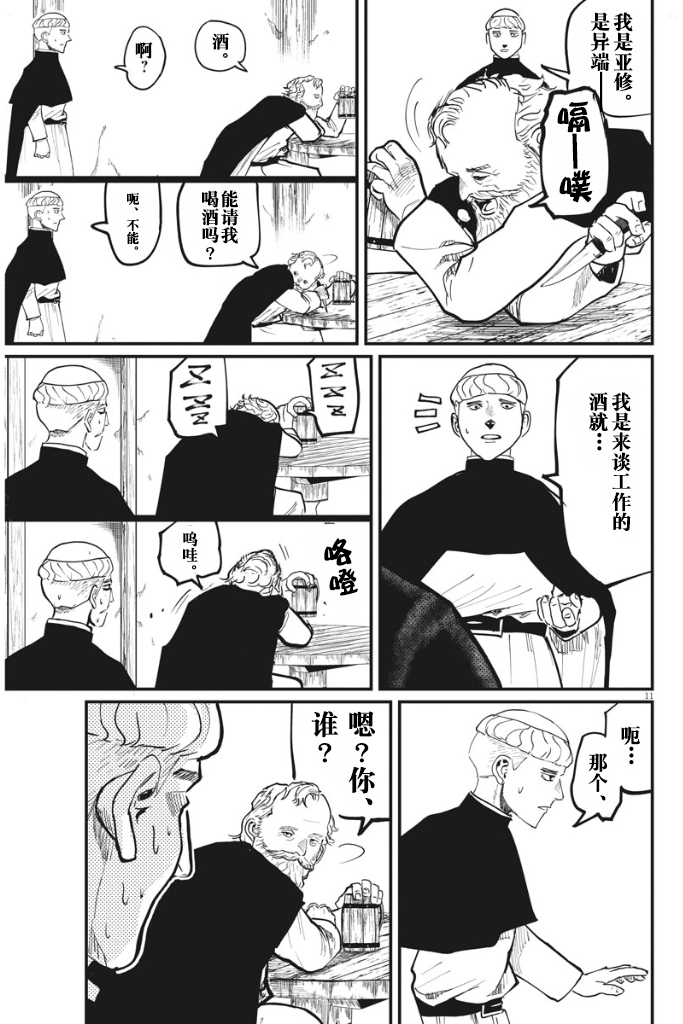 我是亚修。
是异端—
嗝—噗
酒。
啊?
能请我
喝酒吗?
呃、不能。
我是来谈工作的
酒就…
ZZZ
ZZZ
咯噔
呜哇。
11
呃…
那个、
嗯?你、
谁?